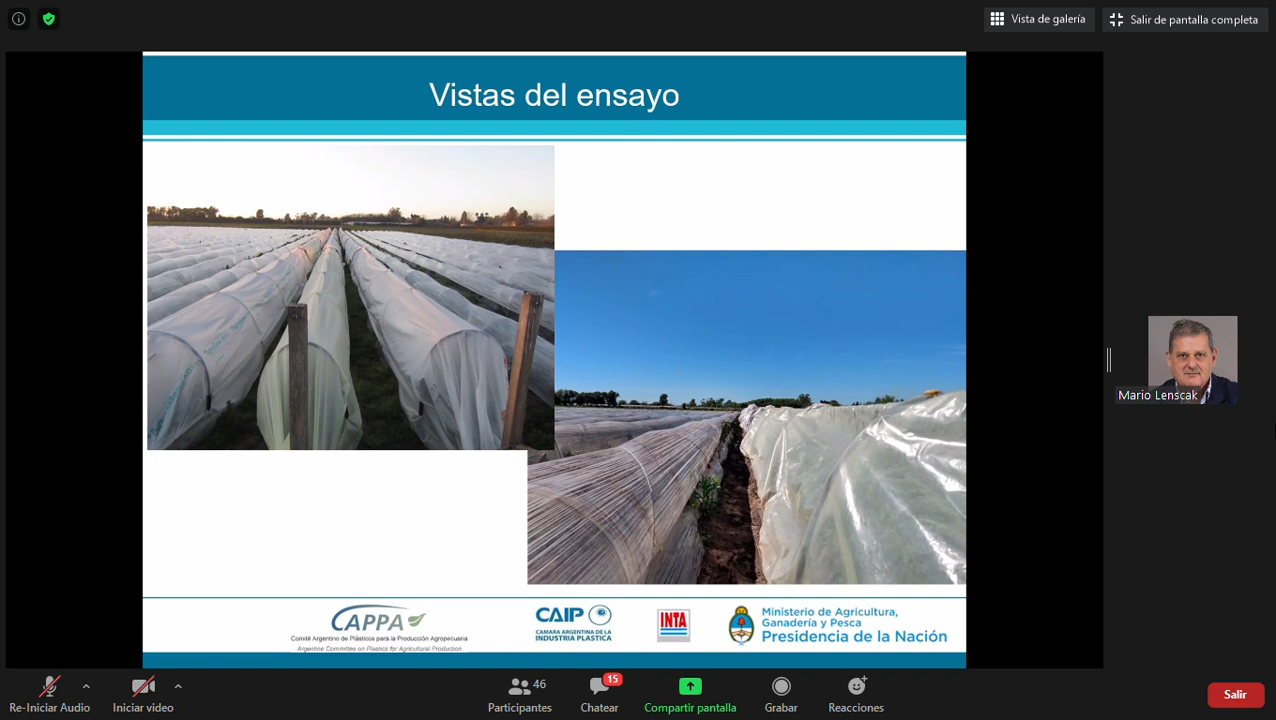 Vista de galería
Salir de pantalla completa
Vistas del ensayo
Mario Lenscak
CAPPA
Comité Argentino de Plásticos para la Producción Agropecuaria
Argentine Committee on Plastics for Agricultural Production
CAIP
CAMARA ARGENTINA DE LA
INDUSTRIA PLASTICA
INTA
Ministerio de Agricultura,
Ganadería y Pesca
Presidencia de la Nación
Re-Iniciar Audio
Iniciar video
46
Participantes
15
Chatear
Compartir pantalla
Grabar
Reacciones
Salir